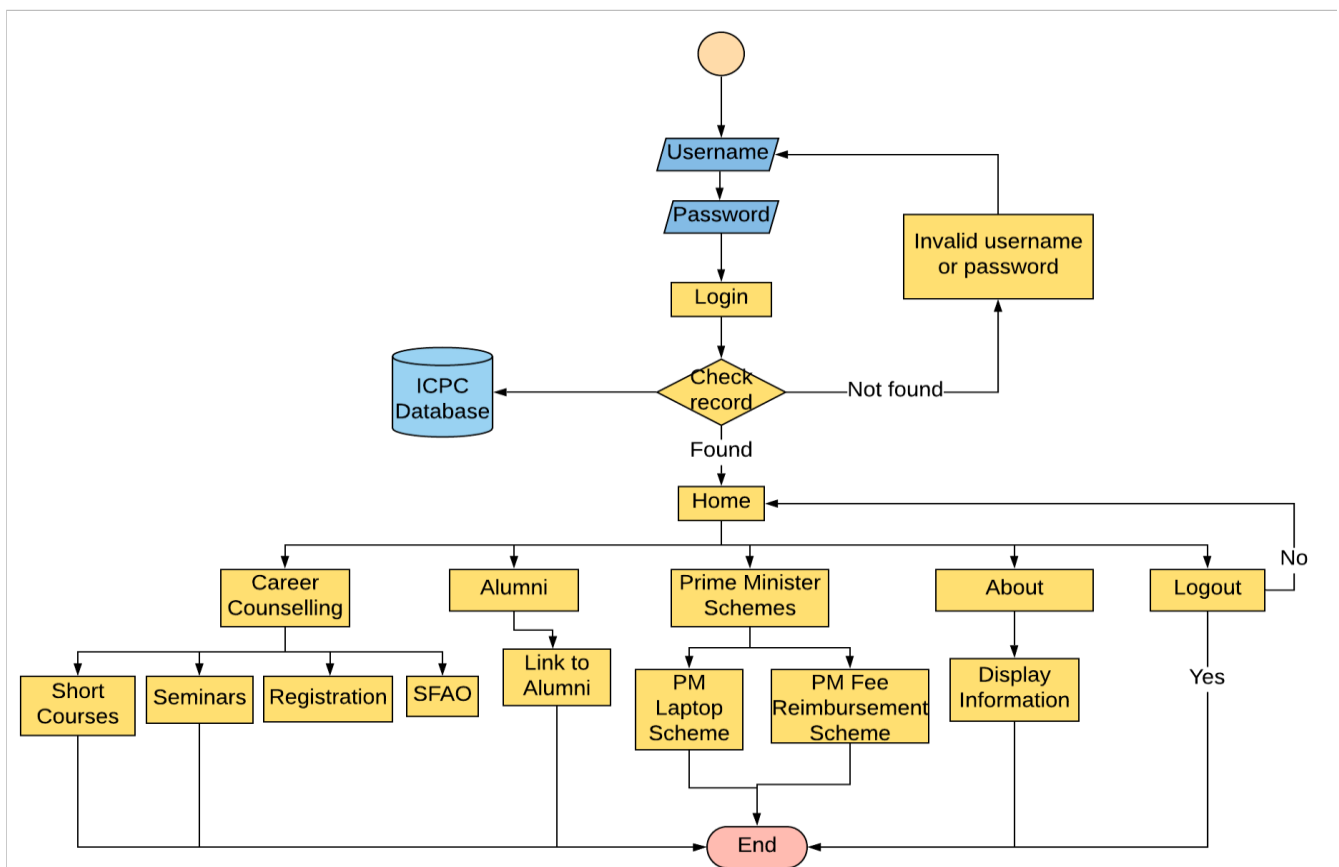 Username
Password
Invalid username
or password
Login
Check
record
Not found
ICPC
Database
Found
Home
No
Career
Counselling
Alumni
Prime Minister
Schemes
About
Logout
Short
Courses
Seminars
Registration
SFAO
Link to
Alumni
PM
Laptop
Scheme
PM Fee
Reimbursement
Scheme
Display
Information
Yes
End